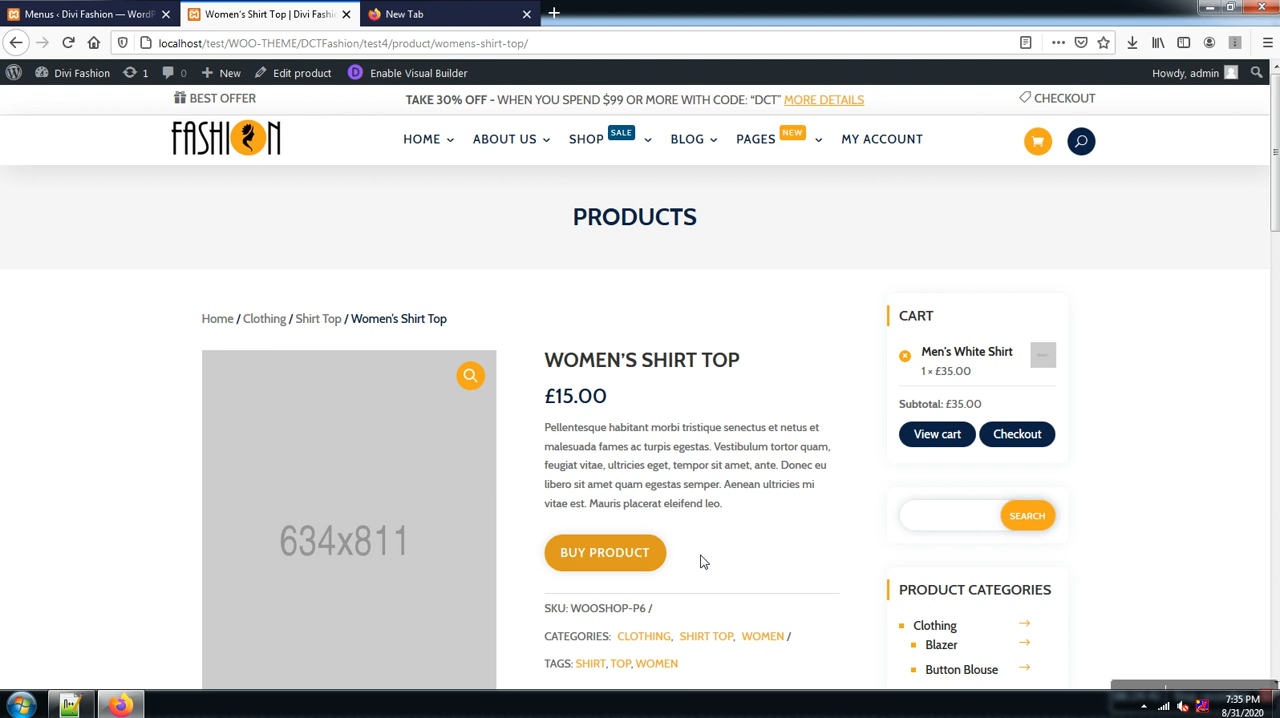 Menus ‹ Divi Fashion — WordP
Women's Shirt Top | Divi Fashi
New Tab
localhost/test/WOO-THEME/DCTFashion/test4/product/womens-shirt-top/
Divi Fashion
1
0
New
Edit product
Enable Visual Builder
Howdy, admin
BEST OFFER
TAKE 30% OFF - WHEN YOU SPEND $99 OR MORE WITH CODE: “DCT” MORE DETAILS
CHECKOUT
FASHION
HOME
ABOUT US
SHOP SALE
BLOG
PAGES NEW
MY ACCOUNT
PRODUCTS
Home / Clothing / Shirt Top / Women’s Shirt Top
634x811
WOMEN’S SHIRT TOP
£15.00
Pellentesque habitant morbi tristique senectus et netus et
malesuada fames ac turpis egestas. Vestibulum tortor quam,
feugiat vitae, ultricies eget, tempor sit amet, ante. Donec eu
libero sit amet quam egestas semper. Aenean ultricies mi
vitae est. Mauris placerat eleifend leo.
BUY PRODUCT
SKU: WOOSHOP-P6 /
CATEGORIES: CLOTHING, SHIRT TOP, WOMEN /
TAGS: SHIRT, TOP, WOMEN
CART
Men's White Shirt
1 × £35.00
Subtotal: £35.00
View cart
Checkout
SEARCH
PRODUCT CATEGORIES
Clothing
Blazer
Button Blouse
7:35 PM
8/31/2020